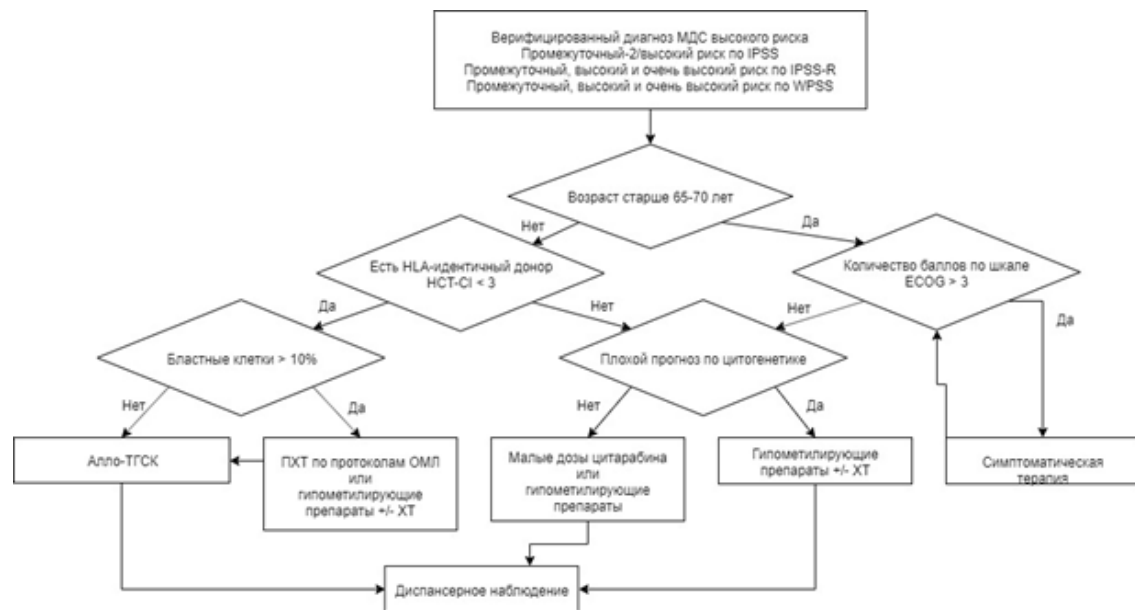 Верифицированный диагноз МДС высокого риска
Промежуточный-2/высокий риск по IPSS
Промежуточный, высокий и очень высокий риск по IPSS-R
Промежуточный, высокий и очень высокий риск по WPSS
Возраст старше 65-70 лет
Нет
Да
Есть HLA-идентичный донор
HCT-CI < 3
Количество баллов по шкале
ECOG > 3
Да
Нет
Нет
Да
Бластные клетки > 10%
Плохой прогноз по цитогенетике
Нет
Да
Нет
Да
Алло-ТГСК
ПХТ по протоколам ОМЛ
или
гипометилирующие
препараты +/- ХТ
Малые дозы цитарабина
или
гипометилирующие
препараты
Гипометилирующие
препараты +/- ХТ
Симптоматическая
терапия
Диспансерное наблюдение